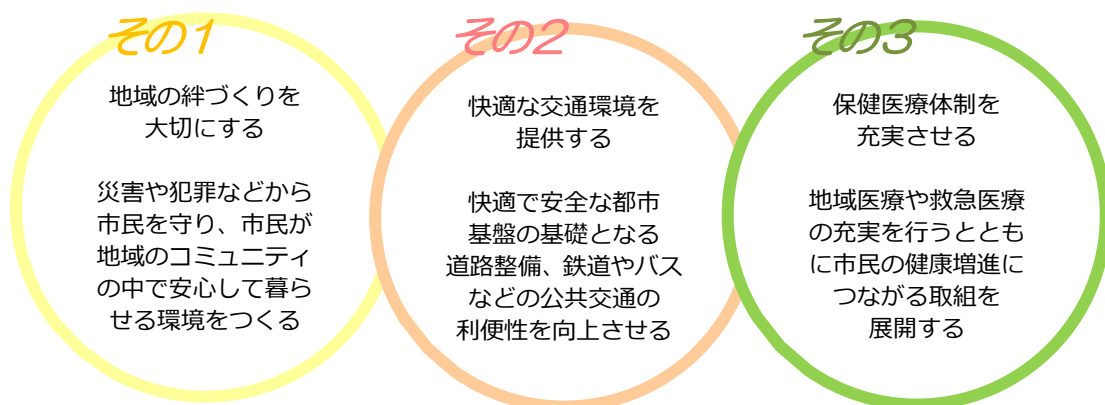 その1
地域の絆づくりを
大切にする
災害や犯罪などから
市民を守り、市民が
地域のコミュニティ
の中で安心して暮ら
せる環境をつくる
その2
快適な交通環境を
提供する
快適で安全な都市
基盤の基礎となる
道路整備、鉄道やバス
などの公共交通の
利便性を向上させる
その3
保健医療体制を
充実させる
地域医療や救急医療
の充実を行うととも
に市民の健康増進に
つながる取組を
展開する